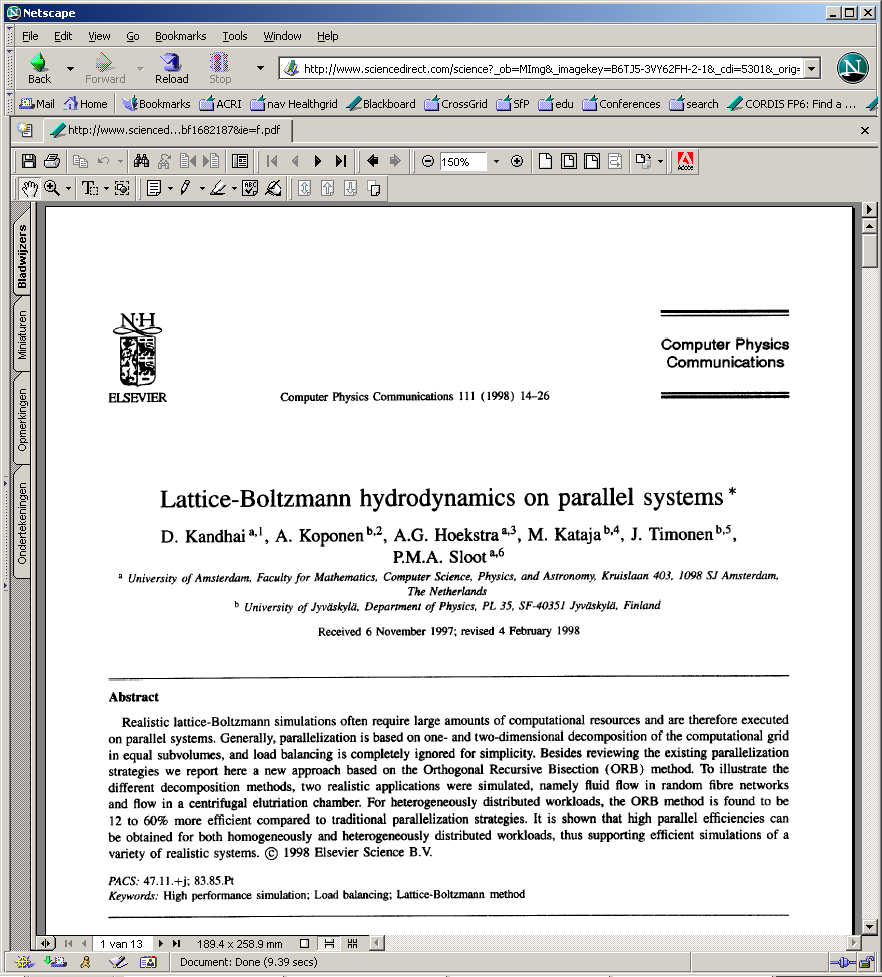 Netscape
File Edit View Go Bookmarks Tools Window Help
Back Forward Reload Stop http://www.sciencedirect.com/science?_ob=MImg&_imagekey=B6TJ5-3VY62FH-2-1&_cdi=5301&_orig= N
Mail Home Bookmarks ACRI nav Healthgrid Blackboard CrossGrid SfP edu Conferences search CORDIS FP6: Find a ...
http://www.scienced...bf1682187&ie=f.pdf
150% Adobe
Bladwijzers
Miniaturen
Opmerkingen
Ondertekeningen
N·H
ELSEVIER
Computer Physics Communications 111 (1998) 14–26
Computer Physics
Communications
Lattice-Boltzmann hydrodynamics on parallel systems *
D. Kandhai a,1, A. Koponen b,2, A.G. Hoekstra a,3, M. Kataja b,4, J. Timonen b,5,
P.M.A. Sloot a,6
a University of Amsterdam, Faculty for Mathematics, Computer Science, Physics, and Astronomy, Kruislaan 403, 1098 SJ Amsterdam,
The Netherlands
b University of Jyväskylä, Department of Physics, PL 35, SF-40351 Jyväskylä, Finland
Received 6 November 1997; revised 4 February 1998
Abstract
Realistic lattice-Boltzmann simulations often require large amounts of computational resources and are therefore executed
on parallel systems. Generally, parallelization is based on one- and two-dimensional decomposition of the computational grid
in equal subvolumes, and load balancing is completely ignored for simplicity. Besides reviewing the existing parallelization
strategies we report here a new approach based on the Orthogonal Recursive Bisection (ORB) method. To illustrate the
different decomposition methods, two realistic applications were simulated, namely fluid flow in random fibre networks
and flow in a centrifugal elutriation chamber. For heterogeneously distributed workloads, the ORB method is found to be
12 to 60% more efficient compared to traditional parallelization strategies. It is shown that high parallel efficiencies can
be obtained for both homogeneously and heterogeneously distributed workloads, thus supporting efficient simulations of a
variety of realistic systems. © 1998 Elsevier Science B.V.
PACS: 47.11.+j; 83.85.Pt
Keywords: High performance simulation; Load balancing; Lattice-Boltzmann method
1 van 13 189.4 x 258.9 mm
Document: Done (9.39 secs)